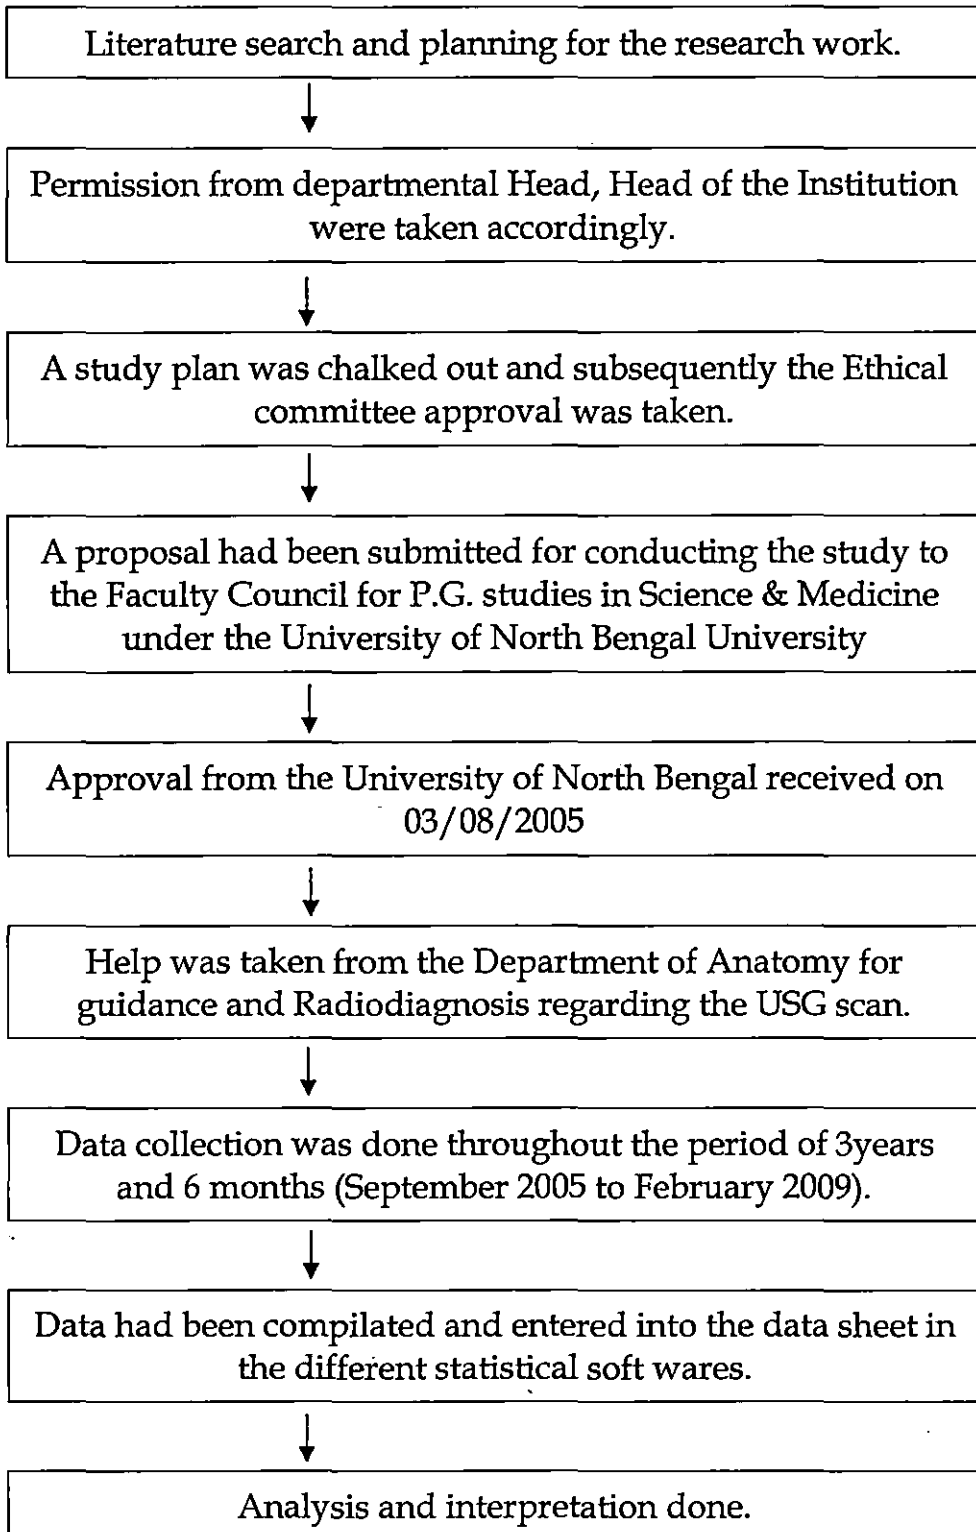 Literature search and planning for the research work.
Permission from departmental Head, Head of the Institution
were taken accordingly.
A study plan was chalked out and subsequently the Ethical
committee approval was taken.
A proposal had been submitted for conducting the study to
the Faculty Council for P.G. studies in Science & Medicine
under the University of North Bengal University
Approval from the University of North Bengal received on
03/08/2005
Help was taken from the Department of Anatomy for
guidance and Radiodiagnosis regarding the USG scan.
Data collection was done throughout the period of 3years
and 6 months (September 2005 to February 2009).
Data had been compilated and entered into the data sheet in
the different statistical soft wares.
Analysis and interpretation done.